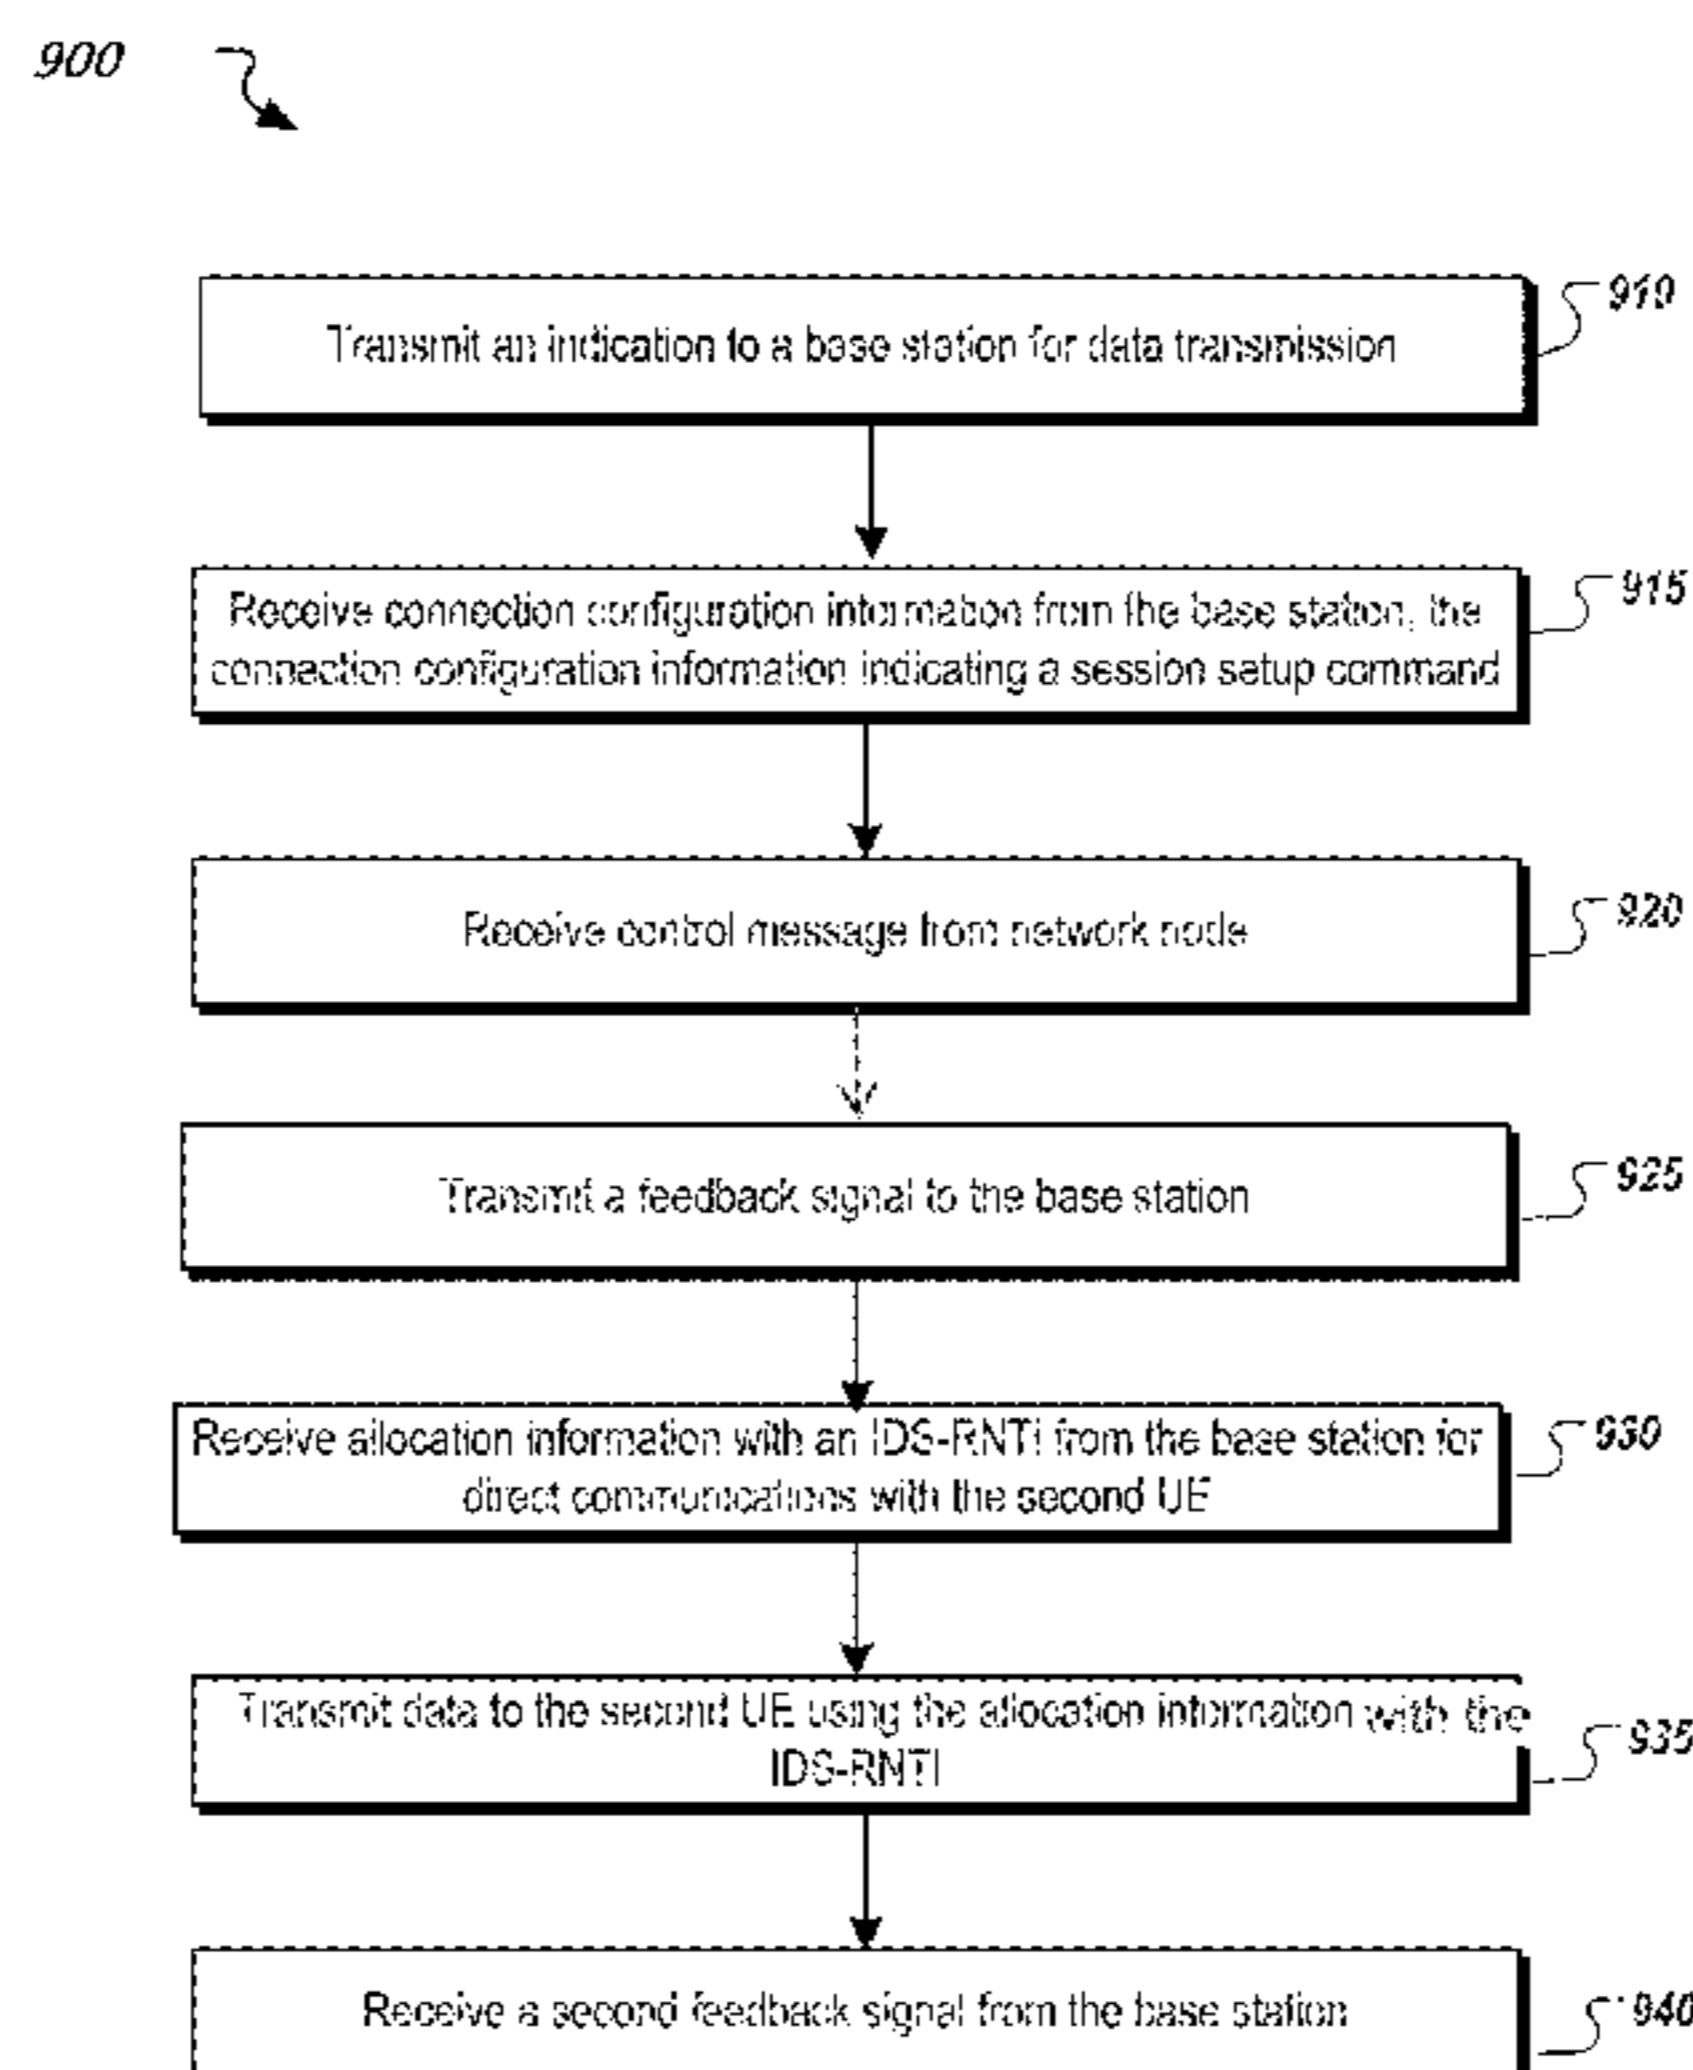 900
910
Transmit an indication to a base station for data transmission
915
Receive connection configuration information from the base station, the
connection configuration information indicating a session setup command
920
Receive control message from network node
925
Transmit a feedback signal to the base station
930
Receive allocation information with an IDS-RNTI from the base station for
direct communications with the second UE
935
Transmit data to the second UE using the allocation information with the
IDS-RNTI
940
Receive a second feedback signal from the base station